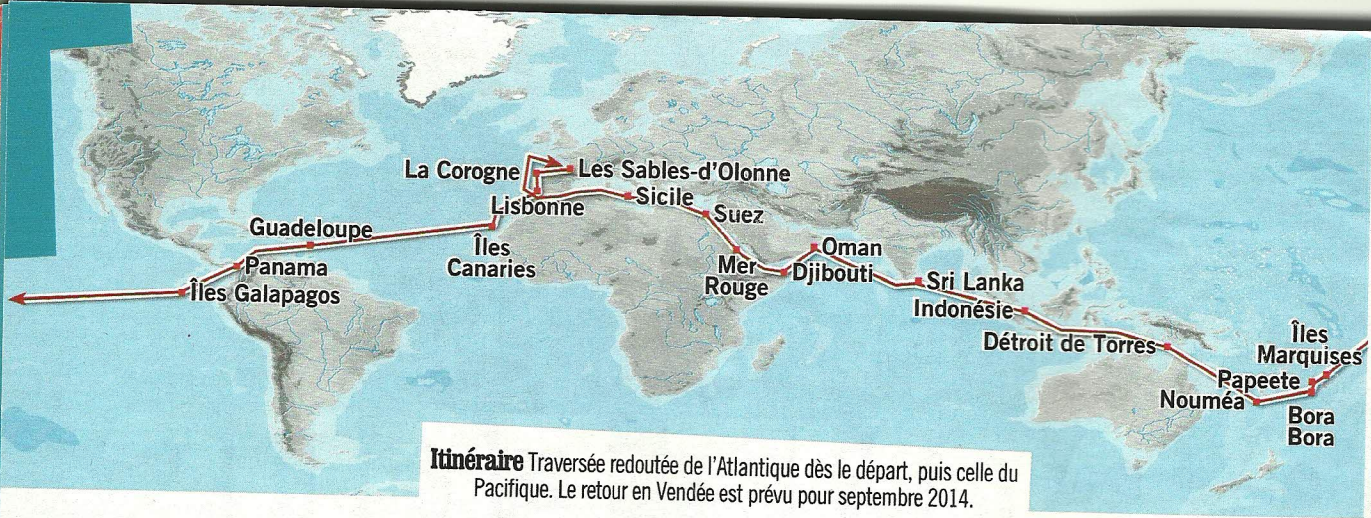 La Corogne
Les Sables-d'Olonne
Lisbonne
Sicile
Suez
Guadeloupe
Îles
Canaries
Oman
Panama
Mer
Rouge
Djibouti
Îles Galapagos
Sri Lanka
Indonésie
Détroit de Torres
Îles
Marquises
Papeete
Nouméa
Bora
Bora
Itinéraire Traversée redoutée de l'Atlantique dès le départ, puis celle du
Pacifique. Le retour en Vendée est prévu pour septembre 2014.